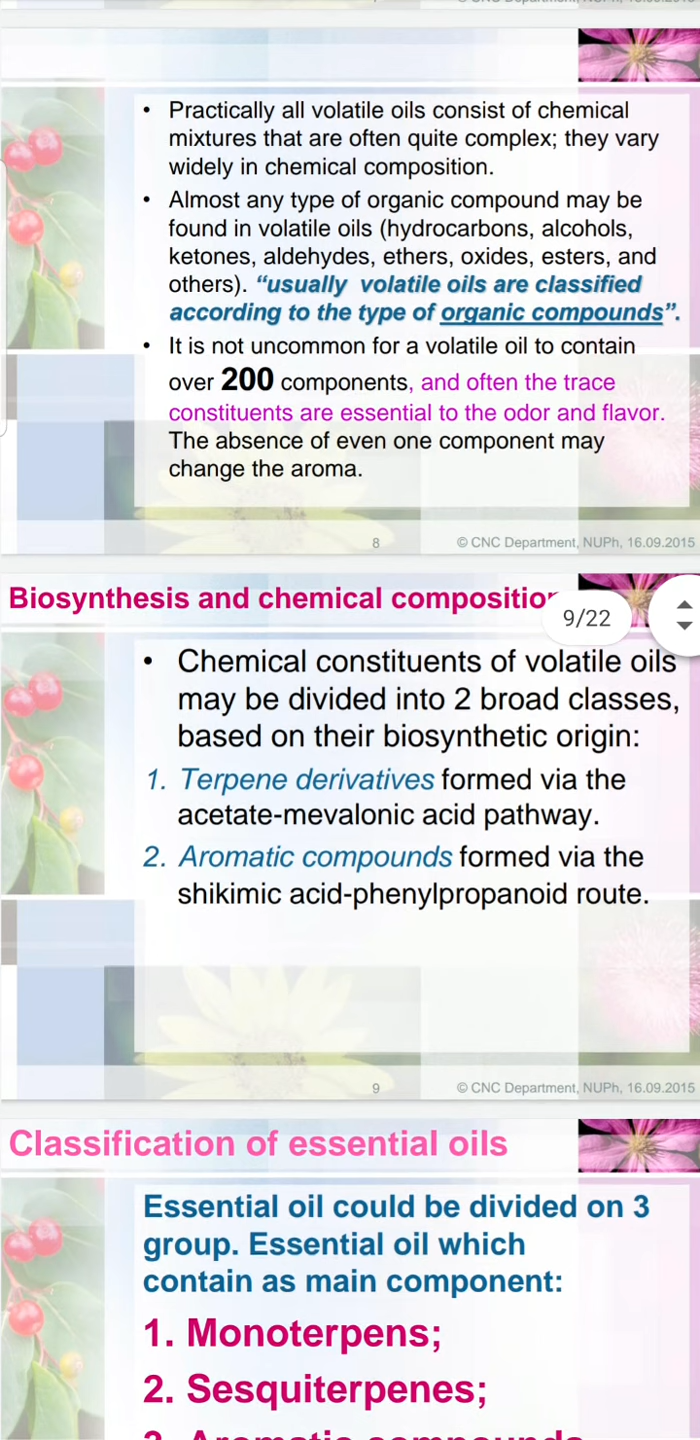 • Practically all volatile oils consist of chemical
mixtures that are often quite complex; they vary
widely in chemical composition.
• Almost any type of organic compound may be
found in volatile oils (hydrocarbons, alcohols,
ketones, aldehydes, ethers, oxides, esters, and
others). “usually volatile oils are classified
according to the type of organic compounds”.
• It is not uncommon for a volatile oil to contain
over 200 components, and often the trace
constituents are essential to the odor and flavor.
The absence of even one component may
change the aroma.
8 © CNC Department, NUPh, 16.09.2015
Biosynthesis and chemical composition
9/22
• Chemical constituents of volatile oils
may be divided into 2 broad classes,
based on their biosynthetic origin:
1. Terpene derivatives formed via the
acetate-mevalonic acid pathway.
2. Aromatic compounds formed via the
shikimic acid-phenylpropanoid route.
9 © CNC Department, NUPh, 16.09.2015
Classification of essential oils
Essential oil could be divided on 3
group. Essential oil which
contain as main component:
1. Monoterpens;
2. Sesquiterpenes;